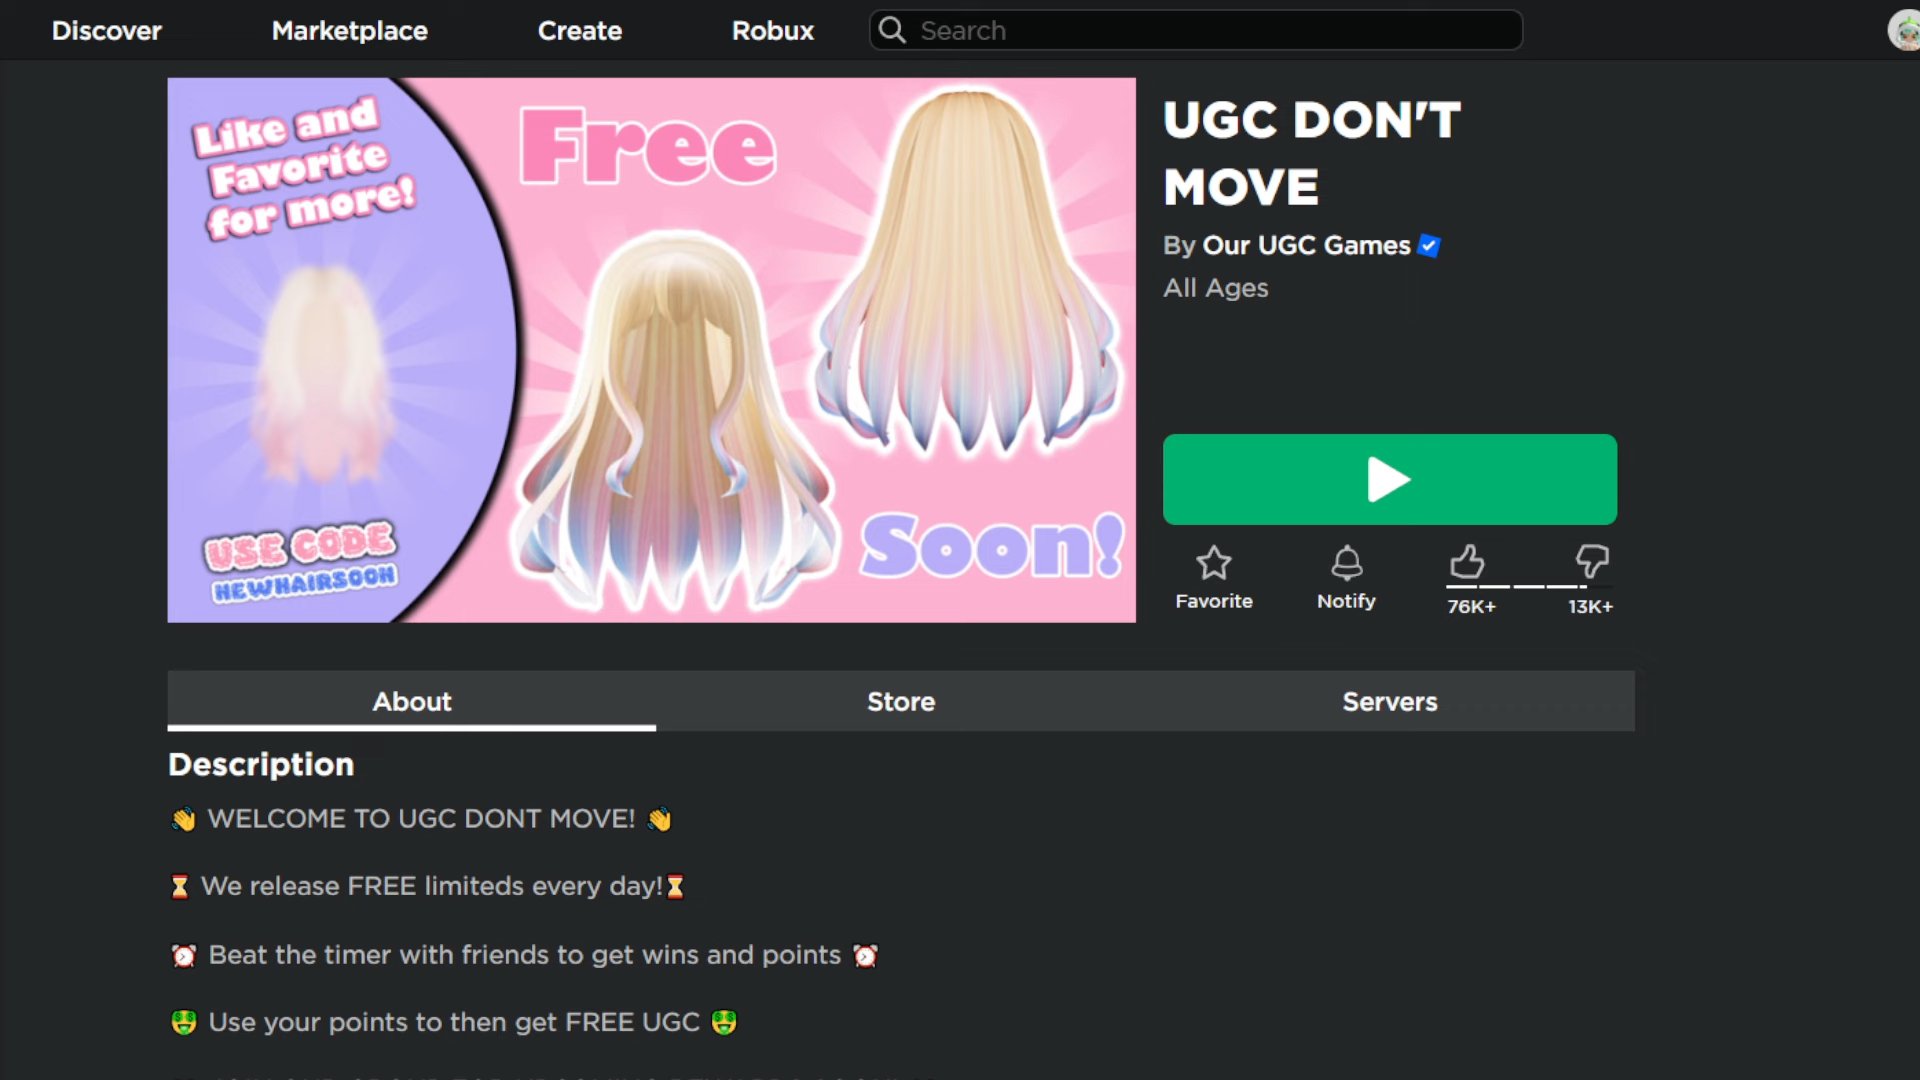 Discover Marketplace Create Robux Search
Like and
Favorite
for more!
Free
Soon!
USE CODE
NEWHAIRSOON
UGC DON'T
MOVE
By Our UGC Games
All Ages
Favorite Notify 76K+ 13K+
About Store Servers
Description
👋 WELCOME TO UGC DONT MOVE! 👋
⏳ We release FREE limiteds every day!⏳
⏰ Beat the timer with friends to get wins and points ⏰
🤑 Use your points to then get FREE UGC 🤑